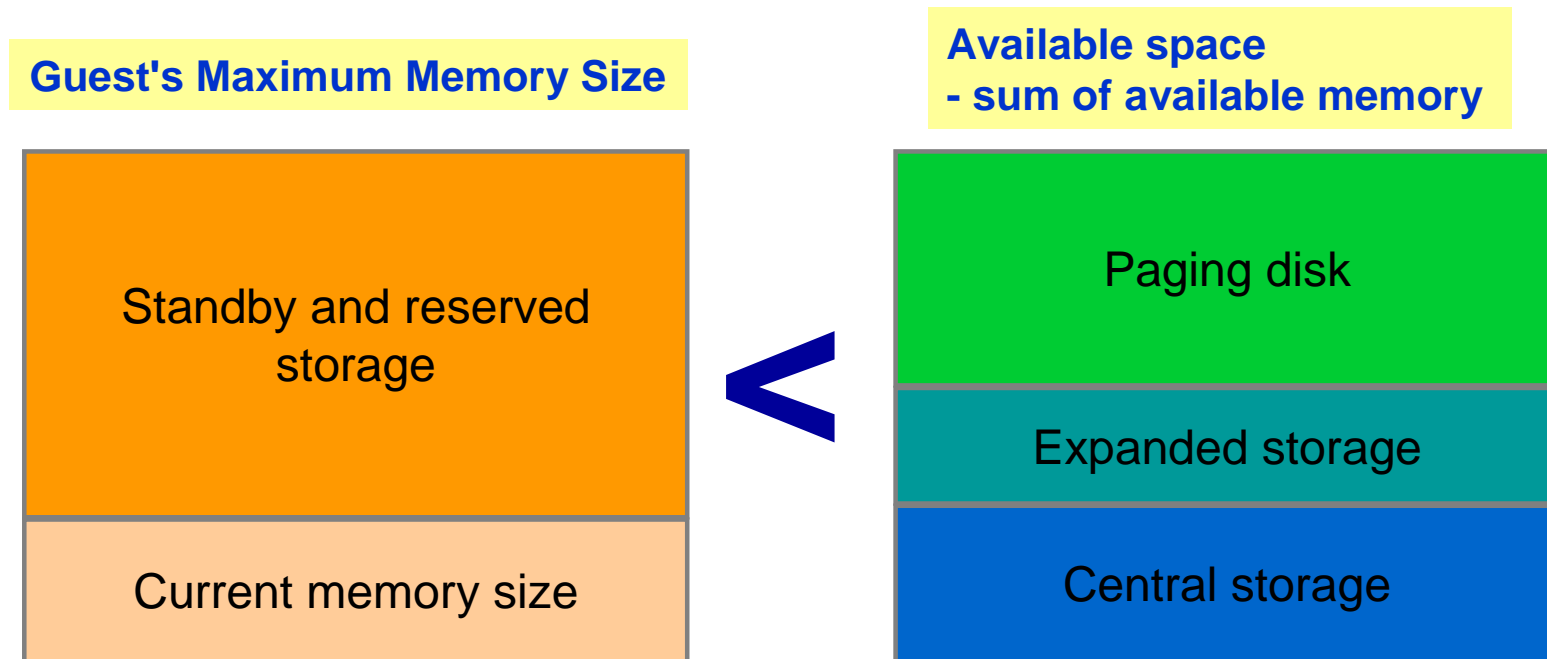 Guest's Maximum Memory Size
Standby and reserved
storage
Current memory size
<
Available space
- sum of available memory
Paging disk
Expanded storage
Central storage